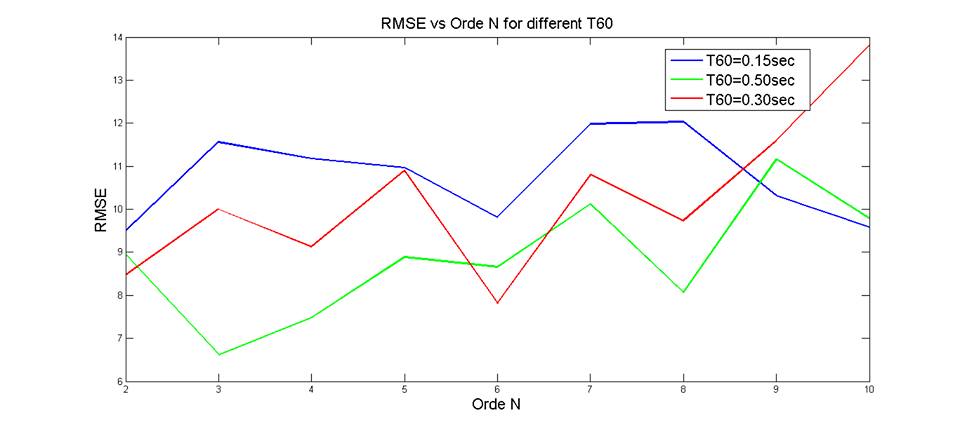 RMSE vs Orde N for different T60
T60=0.15sec
T60=0.50sec
T60=0.30sec
RMSE
14
13
12
11
10
9
8
7
6
2 3 4 5 6 7 8 9 10
Orde N